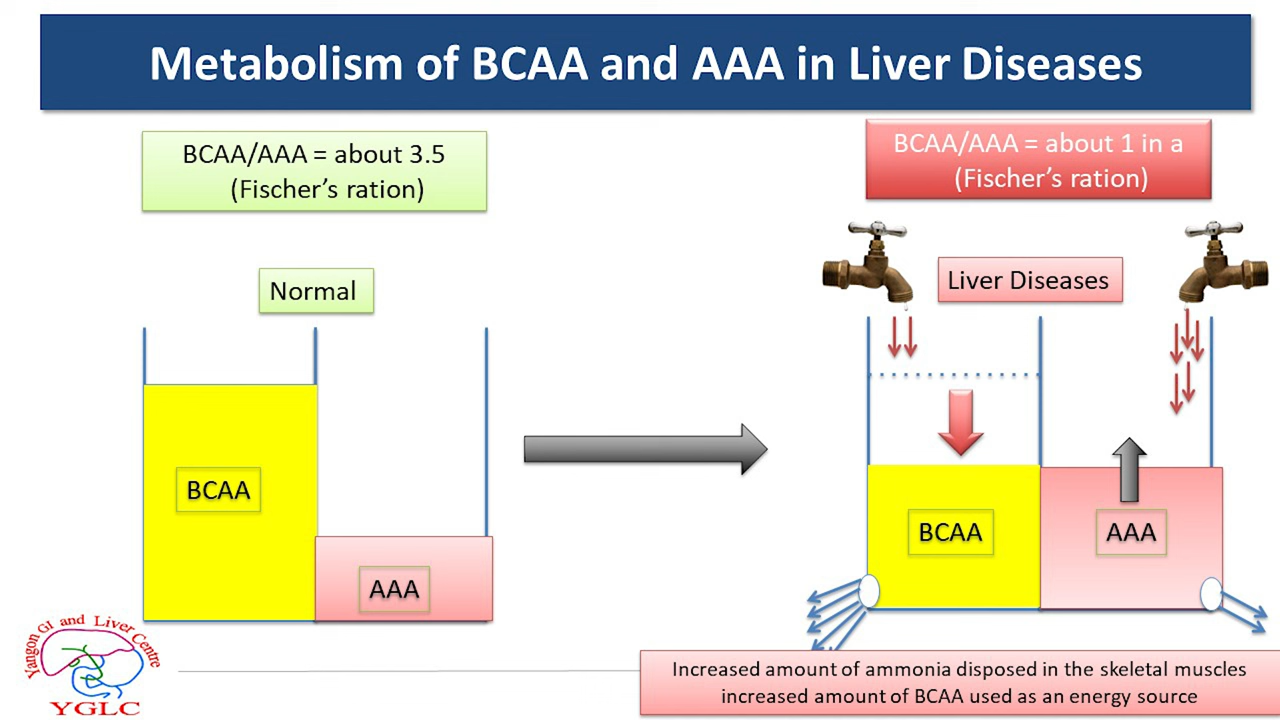 Metabolism of BCAA and AAA in Liver Diseases
BCAA/AAA = about 3.5
(Fischer’s ration)
BCAA/AAA = about 1 in a
(Fischer’s ration)
Normal
Liver Diseases
BCAA
AAA
BCAA
AAA
Yangon GI and Liver Centre
YGLC
Increased amount of ammonia disposed in the skeletal muscles
increased amount of BCAA used as an energy source